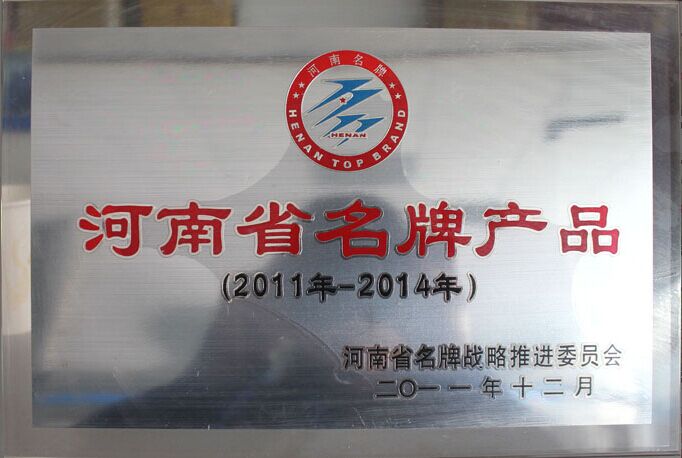 河南名牌
HENAN
HENAN TOP BRAND
河南省名牌产品
(2011年-2014年)
河南省名牌战略推进委员会
二〇一一年十二月